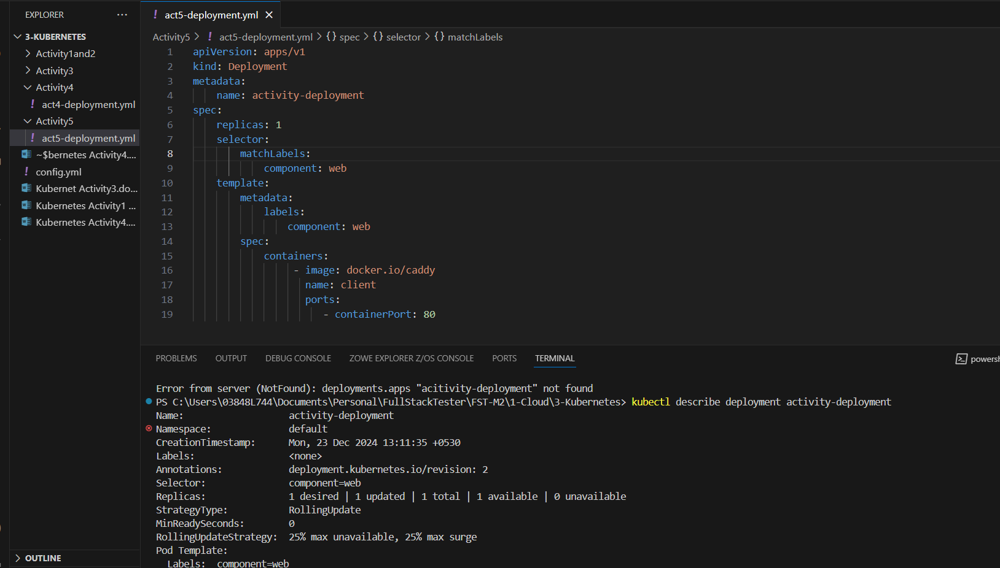 EXPLORER
···
3-KUBERNETES
Activity1and2
Activity3
Activity4
! act4-deployment.yml
Activity5
! act5-deployment.yml
~$bernetes Activity4....
! config.yml
Kubernet Activity3.do...
Kubernetes Activity1 ...
Kubernetes Activity4....
OUTLINE
! act5-deployment.yml
Activity5 > ! act5-deployment.yml > {} spec > {} selector > {} matchLabels
1 apiVersion: apps/v1
2 kind: Deployment
3 metadata:
4 name: activity-deployment
5 spec:
6 replicas: 1
7 selector:
8 matchLabels:
9 component: web
10 template:
11 metadata:
12 labels:
13 component: web
14 spec:
15 containers:
16 - image: docker.io/caddy
17 name: client
18 ports:
19 - containerPort: 80
PROBLEMS OUTPUT DEBUG CONSOLE ZOWE EXPLORER Z/OS CONSOLE PORTS TERMINAL powersh
Error from server (NotFound): deployments.apps "acitivity-deployment" not found
PS C:\Users\03848L744\Documents\Personal\FullStackTester\FST-M2\1-Cloud\3-Kubernetes> kubectl describe deployment activity-deployment
Name: activity-deployment
Namespace: default
CreationTimestamp: Mon, 23 Dec 2024 13:11:35 +0530
Labels: <none>
Annotations: deployment.kubernetes.io/revision: 2
Selector: component=web
Replicas: 1 desired | 1 updated | 1 total | 1 available | 0 unavailable
StrategyType: RollingUpdate
MinReadySeconds: 0
RollingUpdateStrategy: 25% max unavailable, 25% max surge
Pod Template:
Labels: component=web